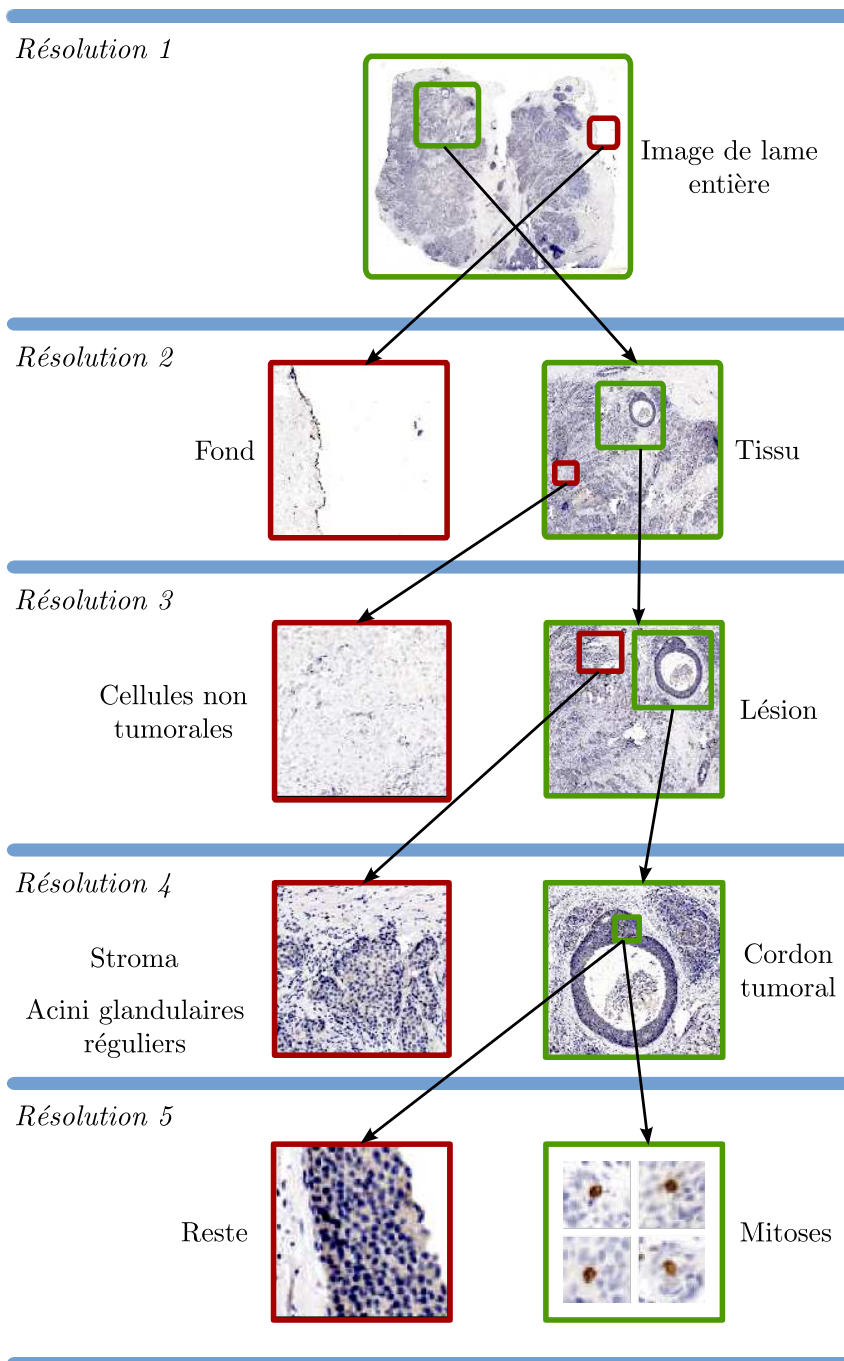 Résolution 1
Image de lame
entière
Résolution 2
Fond
Tissu
Résolution 3
Cellules non
tumorales
Lésion
Résolution 4
Stroma
Acini glandulaires
réguliers
Cordon
tumoral
Résolution 5
Reste
Mitoses